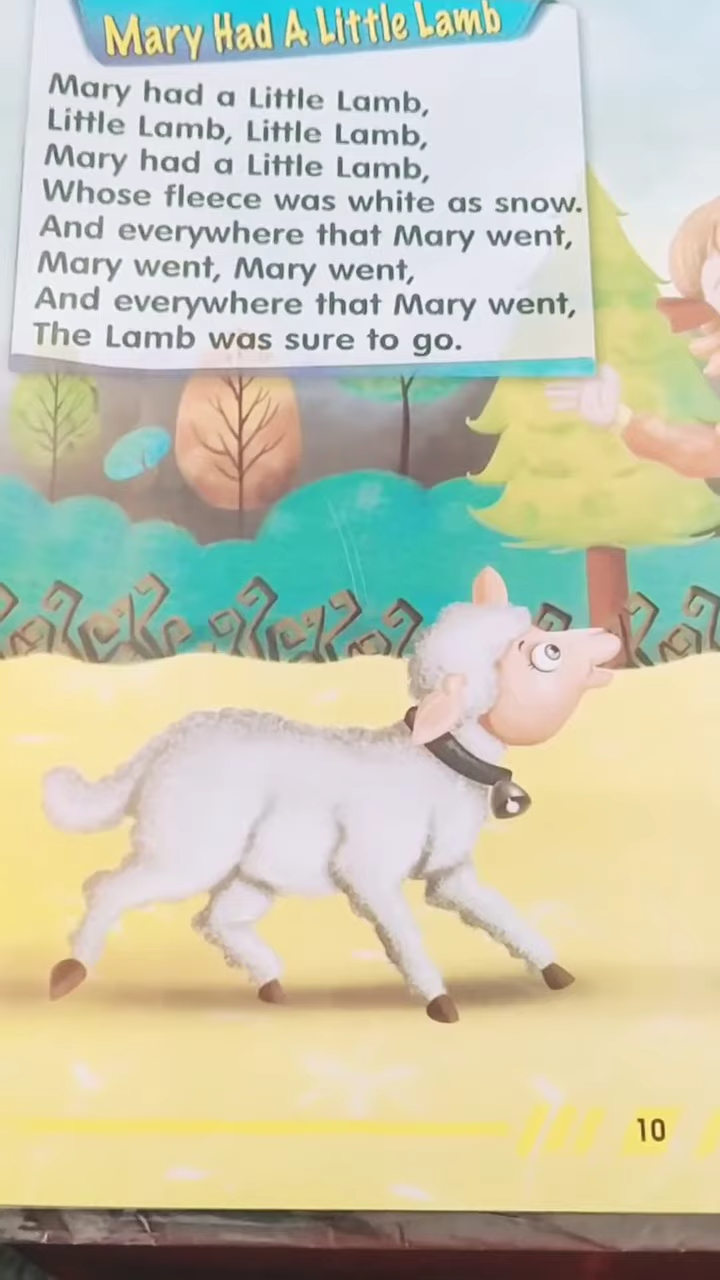 Mary Had A Little Lamb
Mary had a Little Lamb,
Little Lamb, Little Lamb,
Mary had a Little Lamb,
Whose fleece was white as snow.
And everywhere that Mary went,
Mary went, Mary went,
And everywhere that Mary went,
The Lamb was sure to go.
10